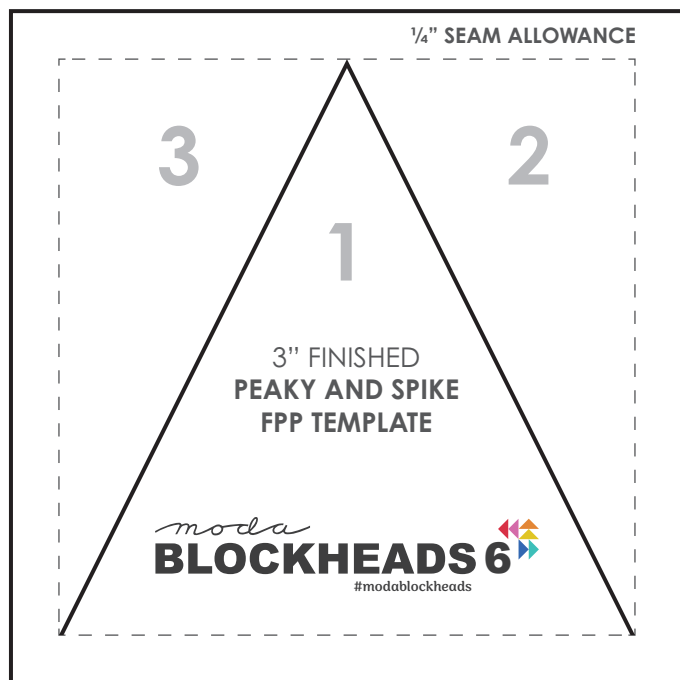 ¼” SEAM ALLOWANCE
3
2
1
3” FINISHED
PEAKY AND SPIKE
FPP TEMPLATE
moda
BLOCKHEADS 6
#modablockheads